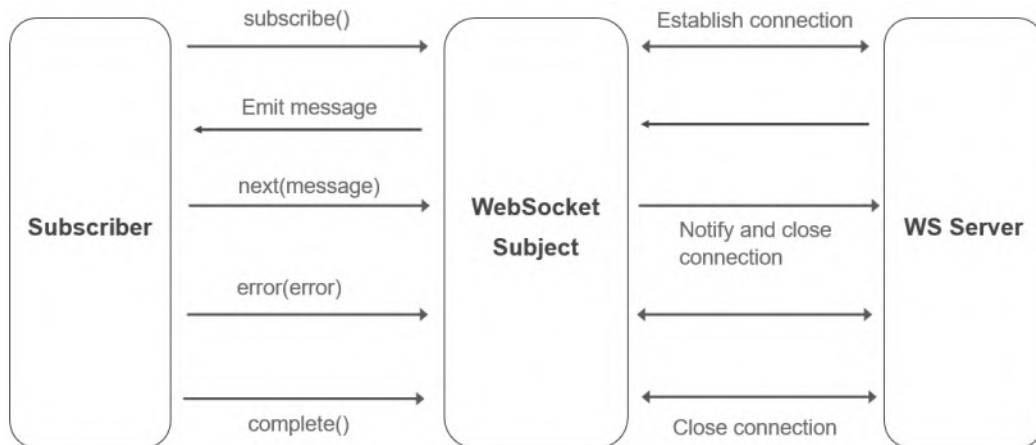 subscribe()
Establish connection
Emit message
next(message)
Subscriber
WebSocket
Subject
WS Server
Notify and close
connection
error(error)
complete()
Close connection